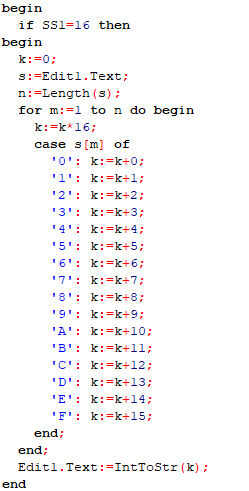 begin
  if SS1=16 then
begin
  k:=0;
  s:=Edit1.Text;
  n:=Length(s);
  for m:=1 to n do begin
    k:=k*16;
    case s[m] of
      '0': k:=k+0;
      '1': k:=k+1;
      '2': k:=k+2;
      '3': k:=k+3;
      '4': k:=k+4;
      '5': k:=k+5;
      '6': k:=k+6;
      '7': k:=k+7;
      '8': k:=k+8;
      '9': k:=k+9;
      'A': k:=k+10;
      'B': k:=k+11;
      'C': k:=k+12;
      'D': k:=k+13;
      'E': k:=k+14;
      'F': k:=k+15;
    end;
  end;
  Edit1.Text:=IntToStr(k);
end